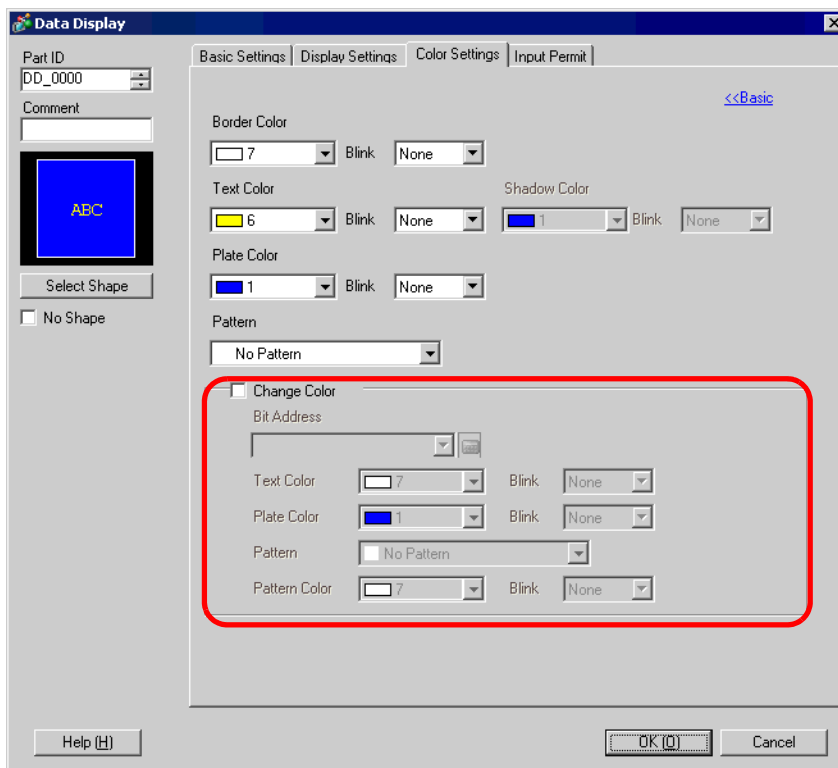 Data Display
Part ID
DD_0000
Comment
ABC
Select Shape
No Shape
Basic Settings Display Settings Color Settings Input Permit
<<Basic
Border Color
7 Blink None
Text Color Shadow Color
6 Blink None 1 Blink None
Plate Color
1 Blink None
Pattern
No Pattern
Change Color
Bit Address
Text Color 7 Blink None
Plate Color 1 Blink None
Pattern No Pattern
Pattern Color 7 Blink None
Help (H) OK (O) Cancel